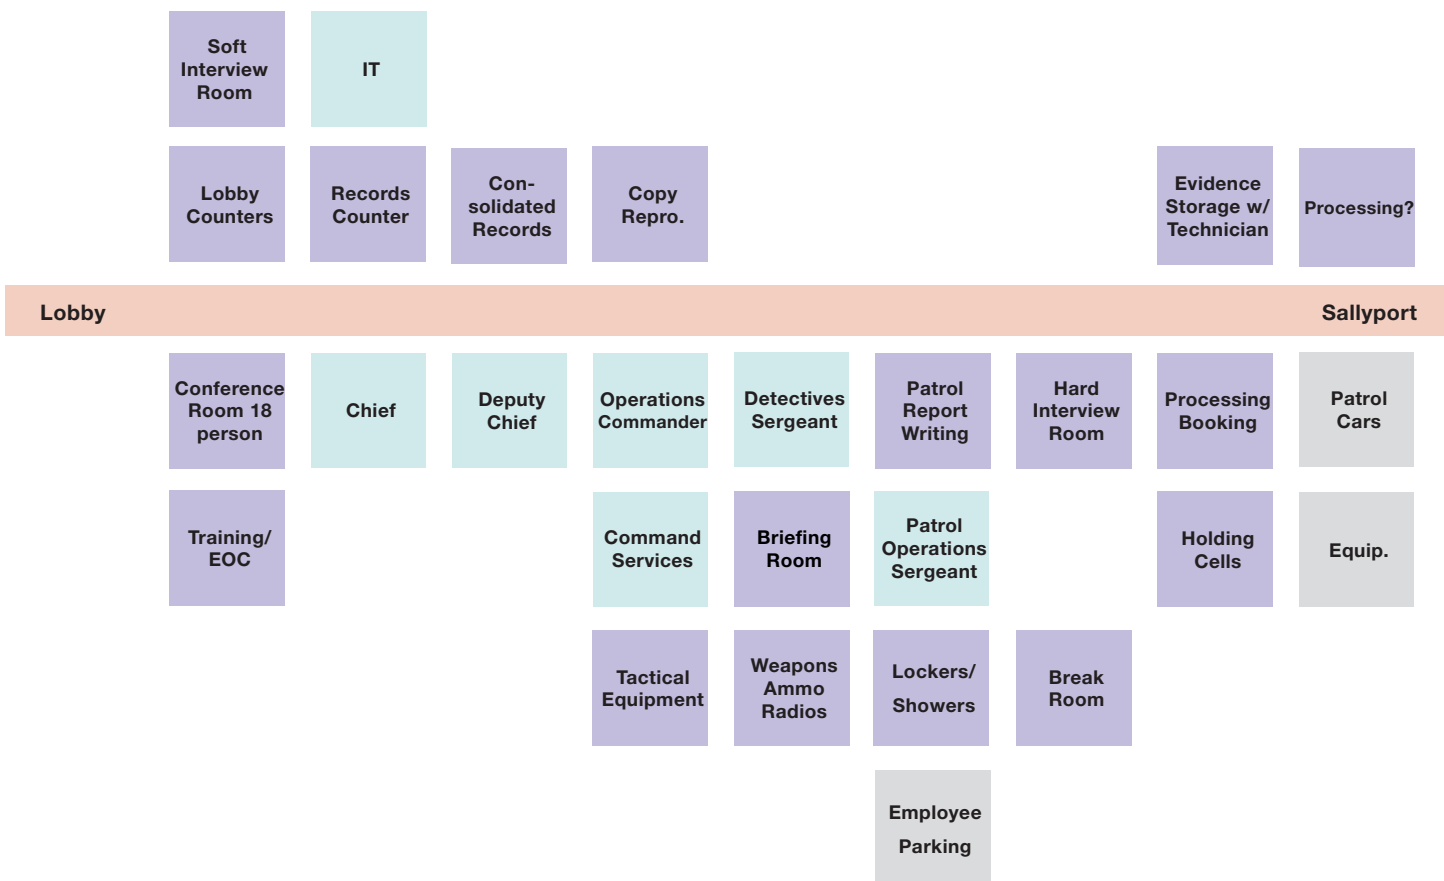 Soft
Interview
Room
IT
Lobby
Counters
Records
Counter
Con-
solidated
Records
Copy
Repro.
Evidence
Storage w/
Technician
Processing?
Lobby
Sallyport
Conference
Room 18
person
Chief
Deputy
Chief
Operations
Commander
Detectives
Sergeant
Patrol
Report
Writing
Hard
Interview
Room
Processing
Booking
Patrol
Cars
Training/
EOC
Command
Services
Briefing
Room
Patrol
Operations
Sergeant
Holding
Cells
Equip.
Tactical
Equipment
Weapons
Ammo
Radios
Lockers/
Showers
Break
Room
Employee
Parking